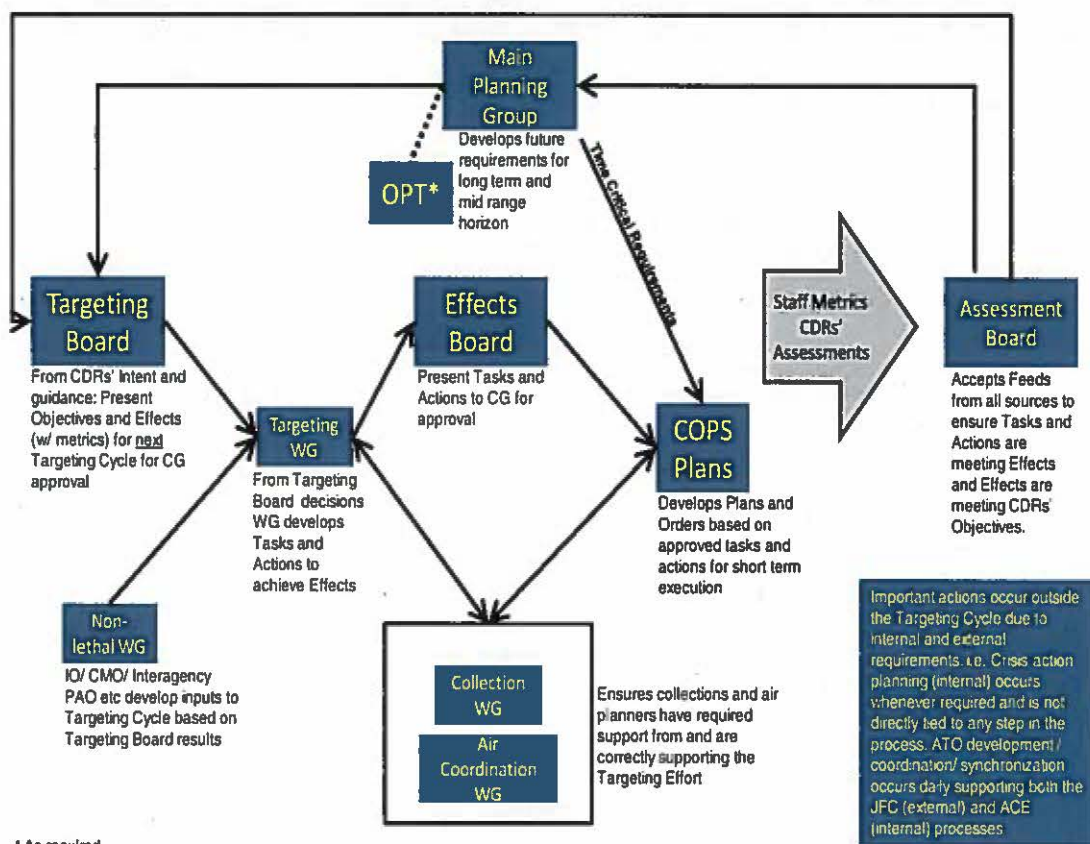 Main
Planning
Group
Develops future
requirements for
long term and
mid range
horizon
OPT*
Time Critical Requirements
Targeting
Board
From CDRs' Intent and
guidance: Present
Objectives and Effects
(w/ metrics) for next
Targeting Cycle for CG
approval
Effects
Board
Present Tasks and
Actions to CG for
approval
Staff Metrics
CDRs'
Assessments
Assessment
Board
Accepts Feeds
from all sources to
ensure Tasks and
Actions are
meeting Effects
and Effects are
meeting CDRs'
Objectives.
Targeting
WG
From Targeting
Board decisions
WG develops
Tasks and
Actions to
achieve Effects
COPS
Plans
Develops Plans and
Orders based on
approved tasks and
actions for short term
execution
Non-
lethal WG
IO/ CMO/ Interagency
PAO etc develop inputs to
Targeting Cycle based on
Targeting Board results
Collection
WG
Air
Coordination
WG
Ensures collections and air
planners have required
support from and are
correctly supporting the
Targeting Effort
Important actions occur outside
the Targeting Cycle due to
internal and external
requirements. i.e. Crisis action
planning (internal) occurs
whenever required and is not
directly tied to any step in the
process. ATO development /
coordination/ synchronization
occurs daily supporting both the
JFC (external) and ACE
(internal) processes
* As required